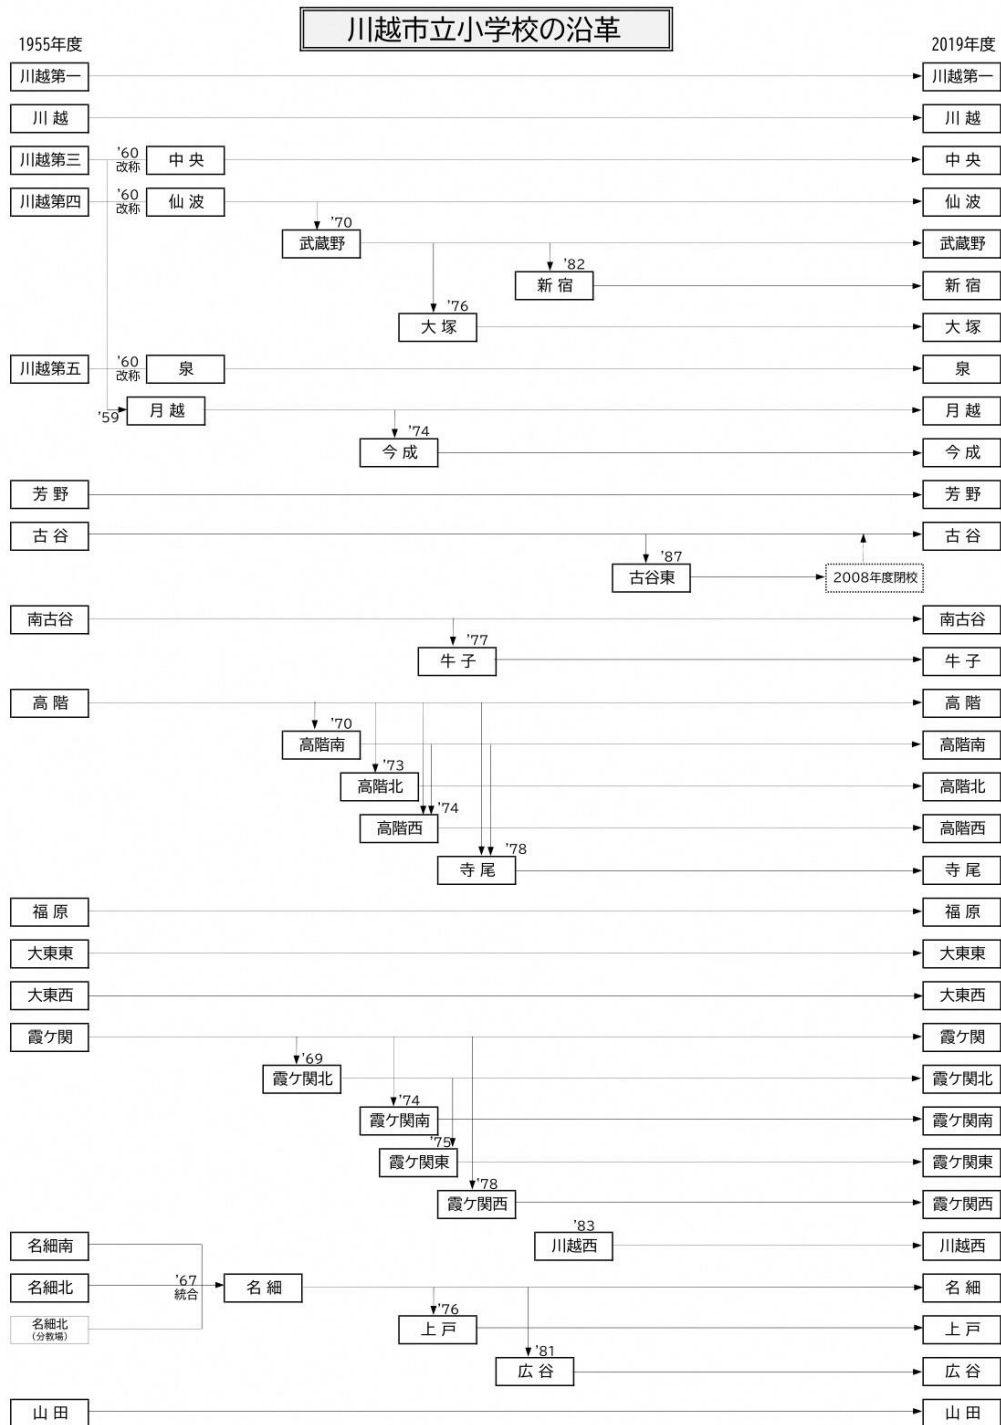 川越市立小学校の沿革
1955年度
2019年度
川越第一
川越第一
川 越
川 越
川越第三
'60
改称
中 央
中 央
川越第四
'60
改称
仙 波
仙 波
'70
武蔵野
武蔵野
'82
新 宿
新 宿
'76
大 塚
大 塚
川越第五
'60
改称
泉
泉
'59
月 越
月 越
'74
今 成
今 成
芳 野
芳 野
古 谷
古 谷
'87
古谷東
2008年度閉校
南古谷
南古谷
'77
牛 子
牛 子
高 階
高 階
'70
高階南
高階南
'73
高階北
高階北
'74
高階西
高階西
'78
寺 尾
寺 尾
福 原
福 原
大東東
大東東
大東西
大東西
霞ケ関
霞ケ関
'69
霞ケ関北
霞ケ関北
'74
霞ケ関南
霞ケ関南
'75
霞ケ関東
霞ケ関東
'78
霞ケ関西
霞ケ関西
名細南
'83
川越西
川越西
名細北
'67
統合
名 細
名 細
名細北
(分教場)
'76
上 戸
上 戸
'81
広 谷
広 谷
山 田
山 田